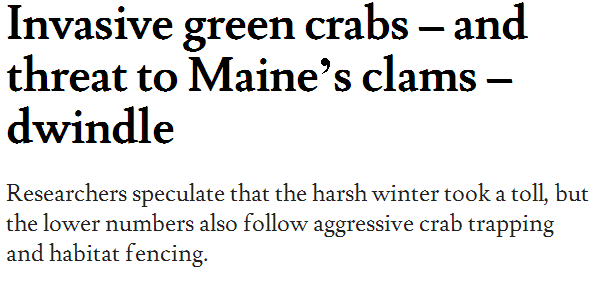 Invasive green crabs – and
threat to Maine’s clams –
dwindle
Researchers speculate that the harsh winter took a toll, but
the lower numbers also follow aggressive crab trapping
and habitat fencing.